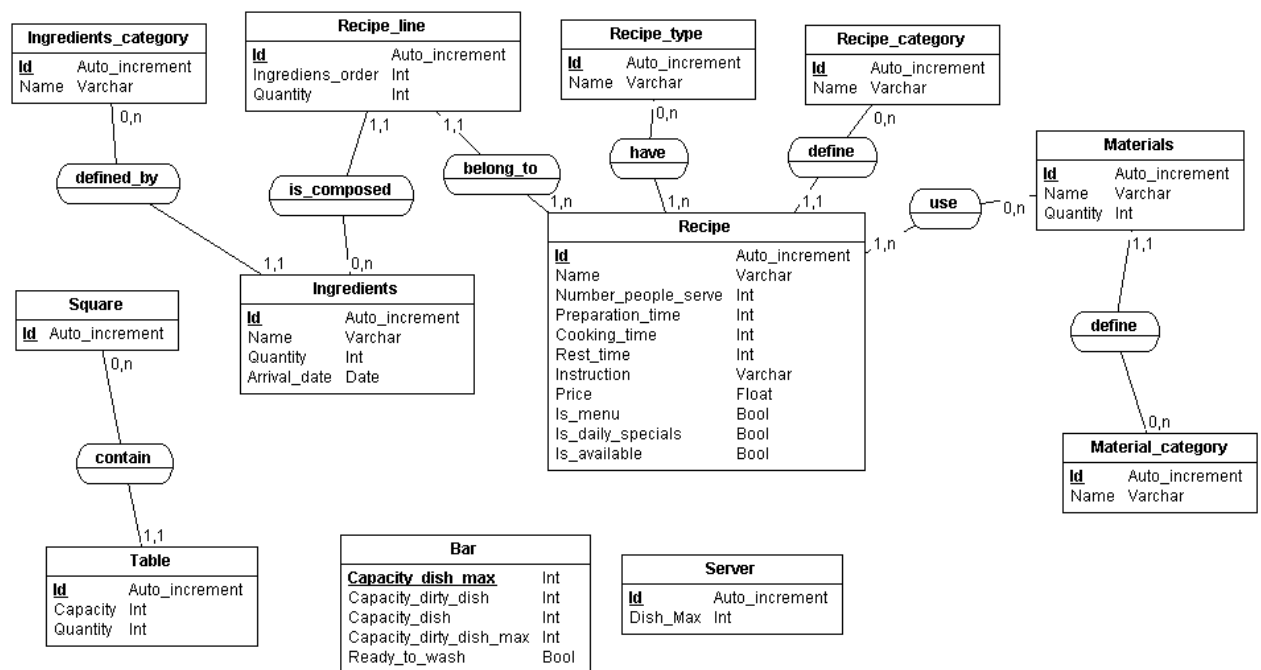 Ingredients_category
Id Auto_increment
Name Varchar
0,n
defined_by
1,1
Recipe_line
Id Auto_increment
Ingrediens_order Int
Quantity Int
1,1
1,1
is_composed
0,n
belong_to
1,n
Recipe_type
Id Auto_increment
Name Varchar
0,n
have
1,n
Recipe_category
Id Auto_increment
Name Varchar
0,n
define
1,1
Materials
Id Auto_increment
Name Varchar
Quantity Int
use
0,n
1,n
1,1
define
0,n
Material_category
Id Auto_increment
Name Varchar
Recipe
Id Auto_increment
Name Varchar
Number_people_serve Int
Preparation_time Int
Cooking_time Int
Rest_time Int
Instruction Varchar
Price Float
Is_menu Bool
Is_daily_specials Bool
Is_available Bool
Ingredients
Id Auto_increment
Name Varchar
Quantity Int
Arrival_date Date
Square
Id Auto_increment
0,n
contain
1,1
Table
Id Auto_increment
Capacity Int
Quantity Int
Bar
Capacity_dish_max Int
Capacity_dirty_dish Int
Capacity_dish Int
Capacity_dirty_dish_max Int
Ready_to_wash Bool
Server
Id Auto_increment
Dish_Max Int